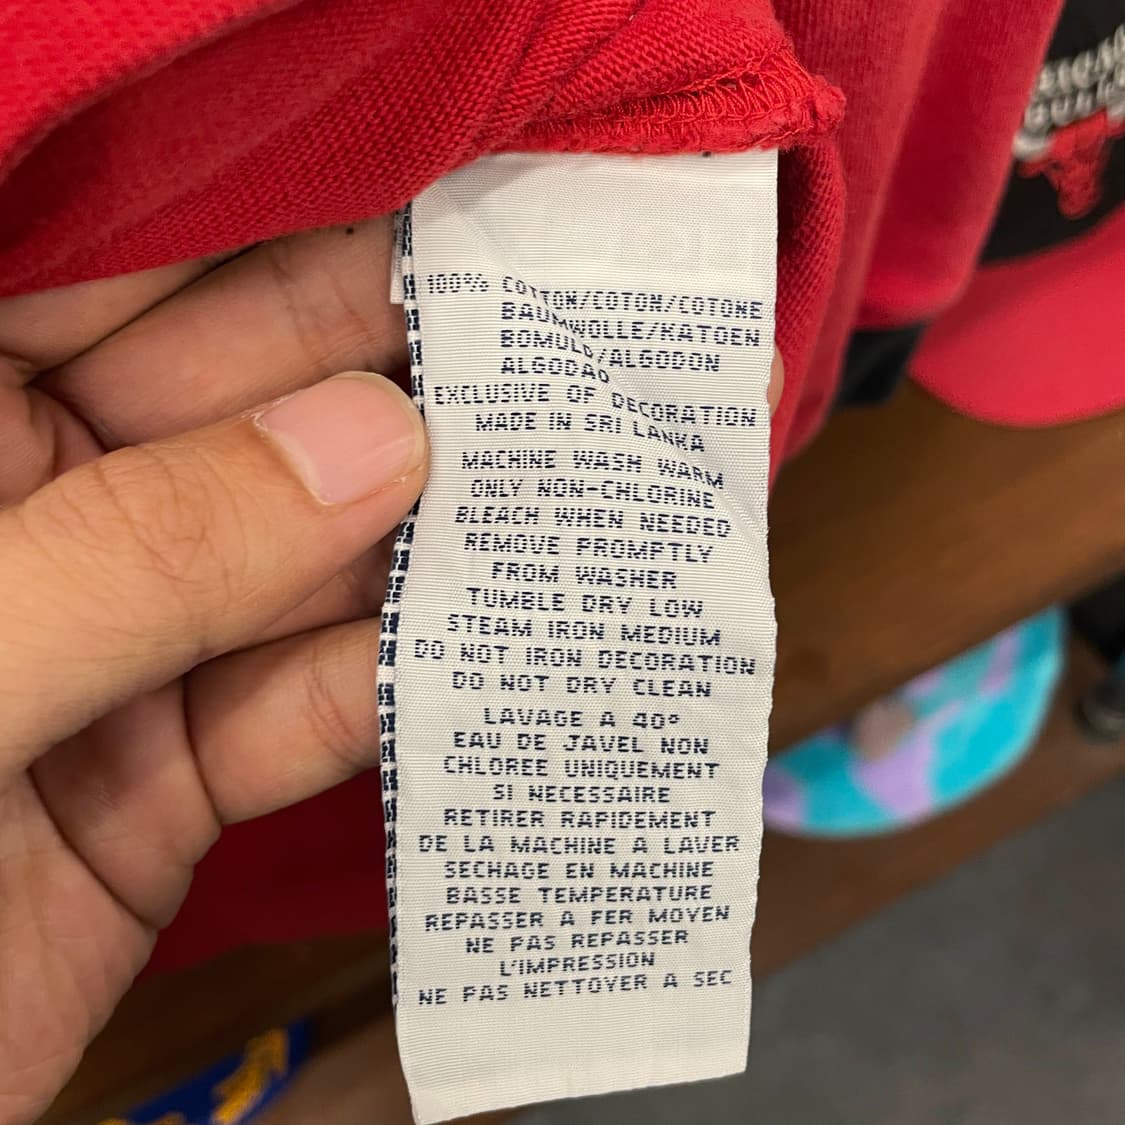 100% COTTON/COTON/COTONE
BAUMWOLLE/KATOEN
BOMULD/ALGODON
ALGODAO
EXCLUSIVE OF DECORATION
MADE IN SRI LANKA
MACHINE WASH WARM
ONLY NON-CHLORINE
BLEACH WHEN NEEDED
REMOVE PROMPTLY
FROM WASHER
TUMBLE DRY LOW
STEAM IRON MEDIUM
DO NOT IRON DECORATION
DO NOT DRY CLEAN
LAVAGE A 40°
EAU DE JAVEL NON
CHLOREE UNIQUEMENT
SI NECESSAIRE
RETIRER RAPIDEMENT
DE LA MACHINE A LAVER
SECHAGE EN MACHINE
BASSE TEMPERATURE
REPASSER A FER MOYEN
NE PAS REPASSER
L'IMPRESSION
NE PAS NETTOYER A SEC